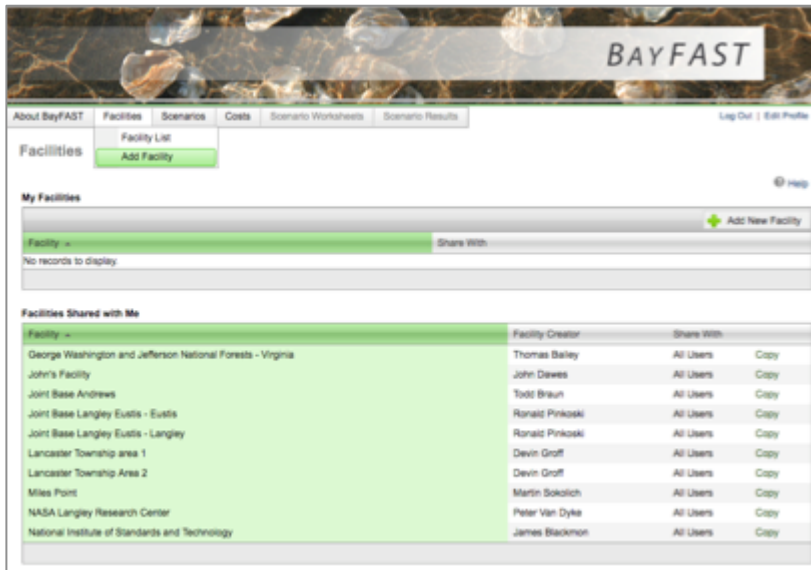 BAYFAST
About BayFAST Facilities Scenarios Costs Scenario Worksheets Scenario Results Log Out | Edit Profile
Facility List
Facilities
Add Facility
Help
My Facilities
Add New Facility
Facility Share With
No records to display.
Facilities Shared with Me
Facility Facility Creator Share With
George Washington and Jefferson National Forests - Virginia Thomas Bailey All Users Copy
John's Facility John Dawes All Users Copy
Joint Base Andrews Todd Braun All Users Copy
Joint Base Langley Eustis - Eustis Ronald Pinkoski All Users Copy
Joint Base Langley Eustis - Langley Ronald Pinkoski All Users Copy
Lancaster Township area 1 Devin Groff All Users Copy
Lancaster Township Area 2 Devin Groff All Users Copy
Miles Point Martin Sokolich All Users Copy
NASA Langley Research Center Peter Van Dyke All Users Copy
National Institute of Standards and Technology James Blackmon All Users Copy